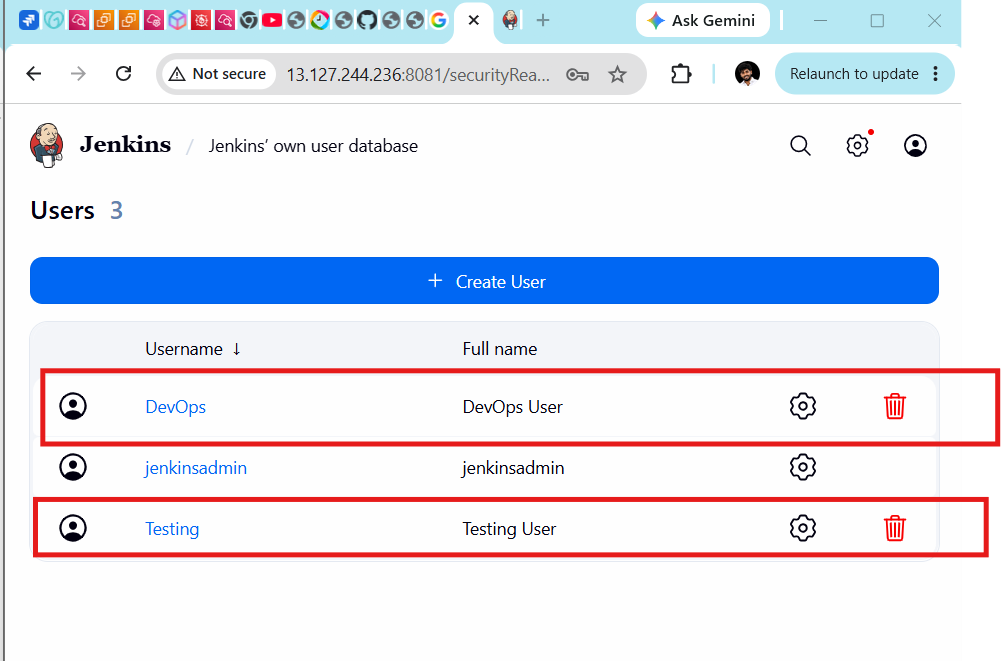 Ask Gemini
Not secure 13.127.244.236:8081/securityRea... Relaunch to update
Jenkins / Jenkins' own user database
Users 3
+ Create User
Username ↓ Full name
DevOps DevOps User
jenkinsadmin jenkinsadmin
Testing Testing User